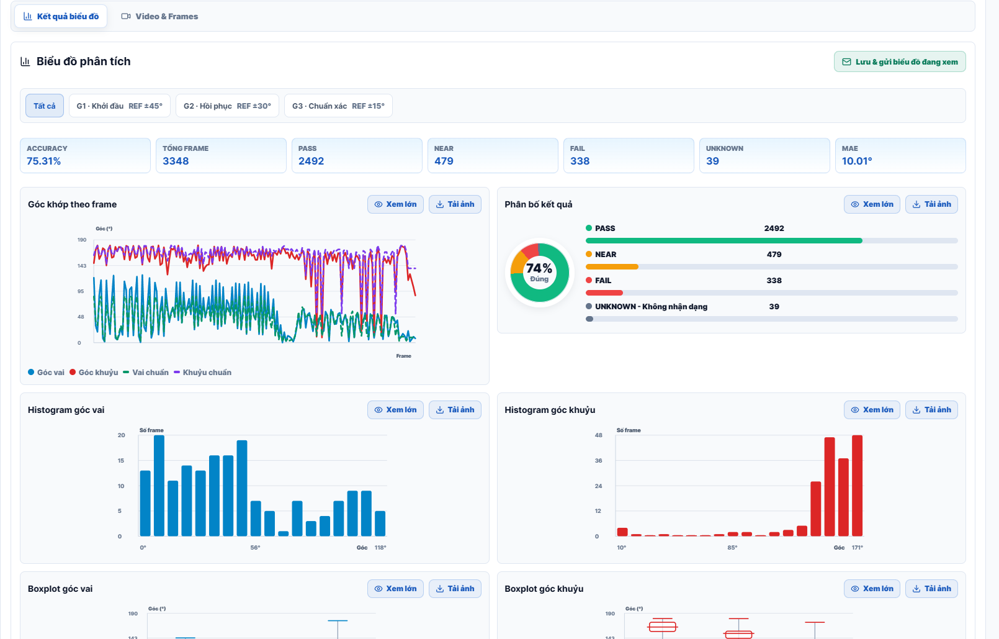 Kết quả biểu đồ
Video & Frames
Biểu đồ phân tích
Lưu & gửi biểu đồ đang xem
Tất cả
G1 · Khởi đầu REF ±45°
G2 · Hồi phục REF ±30°
G3 · Chuẩn xác REF ±15°
ACCURACY
75.31%
TỔNG FRAME
3348
PASS
2492
NEAR
479
FAIL
338
UNKNOWN
39
MAE
10.01°
Góc khớp theo frame
Xem lớn
Tải ảnh
Góc (°)
190
143
95
48
0
Frame
Góc vai
Góc khuỷu
Vai chuẩn
Khuỷu chuẩn
Phân bố kết quả
Xem lớn
Tải ảnh
74%
Đúng
PASS 2492
NEAR 479
FAIL 338
UNKNOWN - Không nhận dạng 39
Histogram góc vai
Xem lớn
Tải ảnh
Số frame
20
15
10
5
0
0° 56° Góc 118°
Histogram góc khuỷu
Xem lớn
Tải ảnh
Số frame
48
36
24
12
0
10° 85° Góc 171°
Boxplot góc vai
Xem lớn
Tải ảnh
Góc (°)
190
143
Boxplot góc khuỷu
Xem lớn
Tải ảnh
Góc (°)
190
143